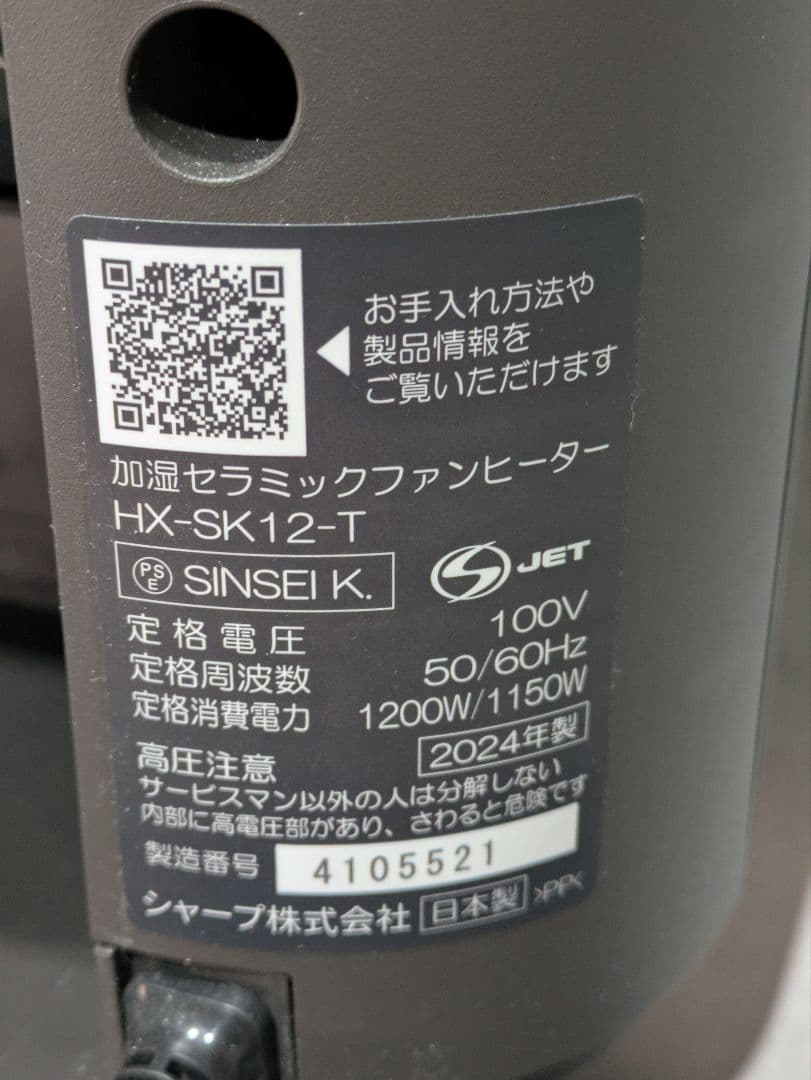 お手入れ方法や
製品情報を
ご覧いただけます
加湿セラミックファンヒーター
HX-SK12-T
PSE SINSEI K.
S JET
定格電圧 100V
定格周波数 50/60Hz
定格消費電力 1200W/1150W
2024年製
高圧注意
サービスマン以外の人は分解しない
内部に高電圧部があり、さわると危険です
製造番号 4105521
シャープ株式会社 日本製 >PP<